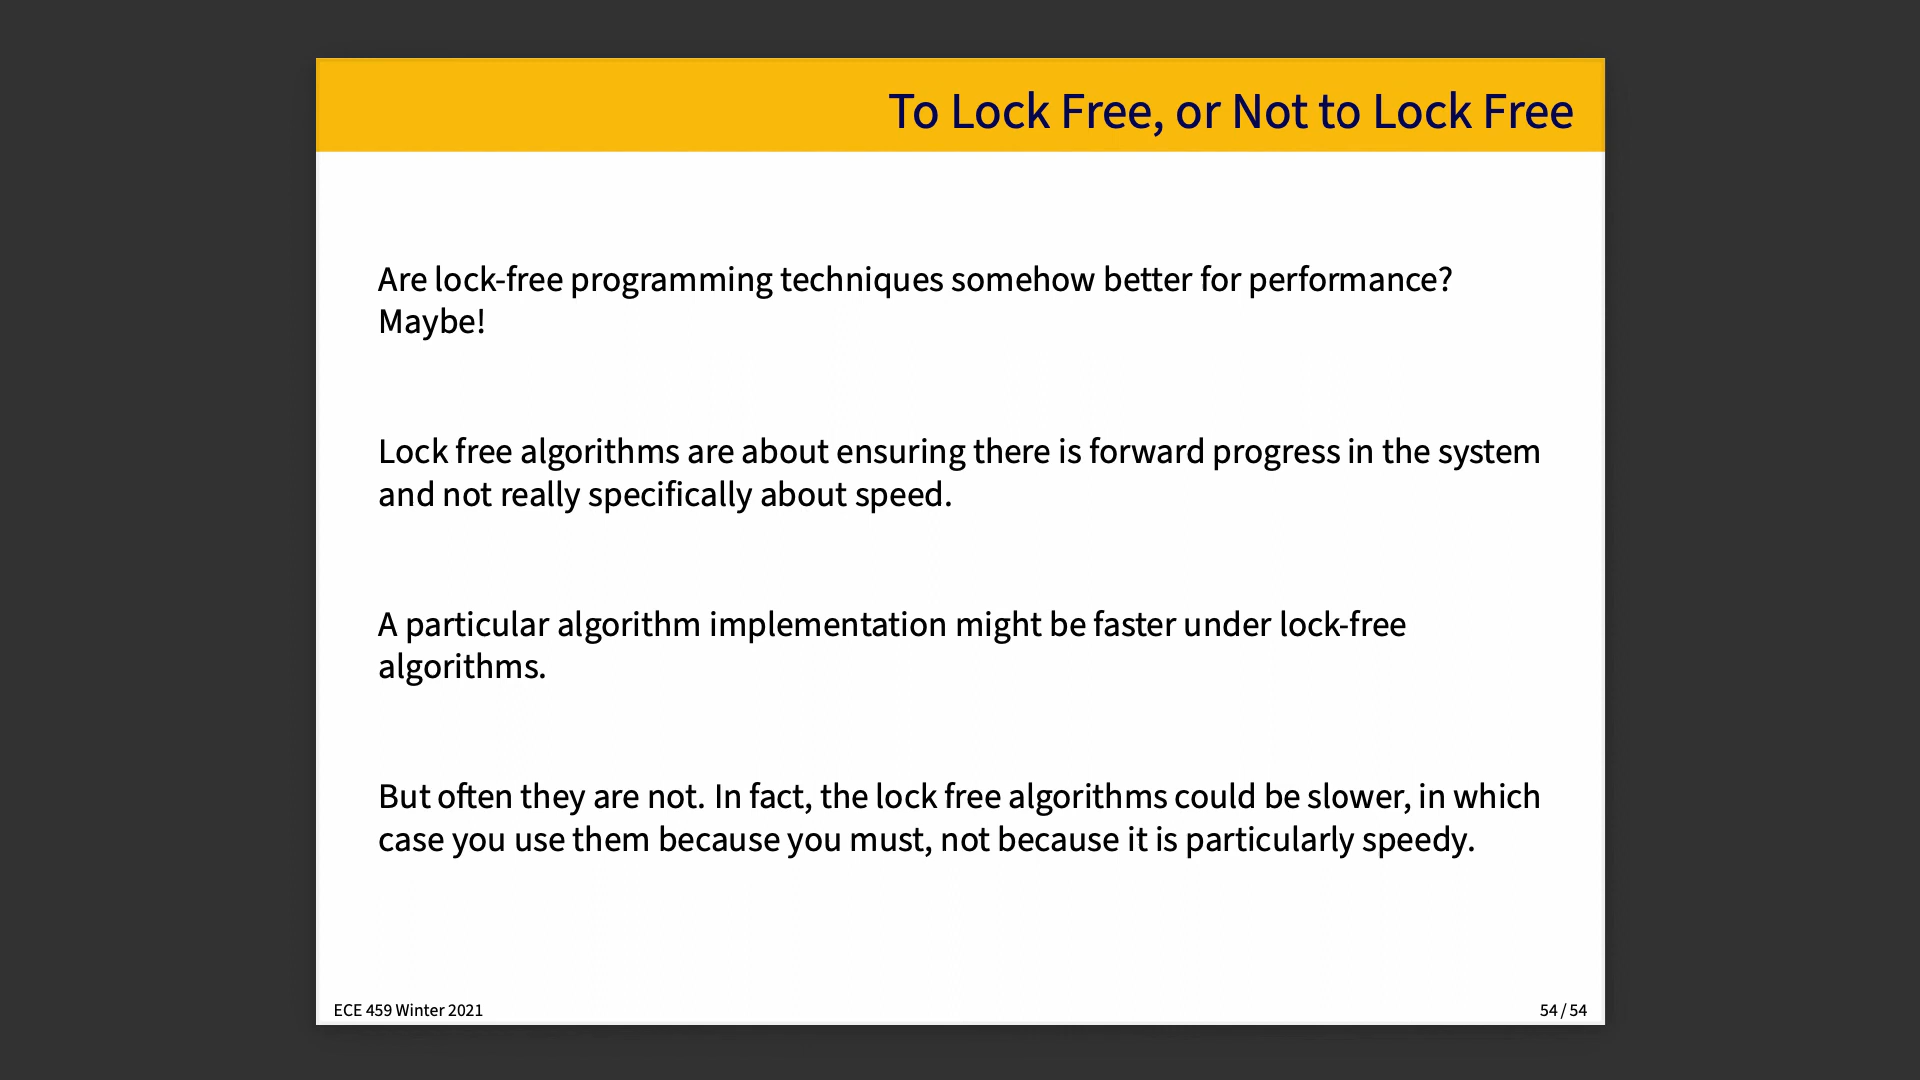 To Lock Free, or Not to Lock Free
Are lock-free programming techniques somehow better for performance?
Maybe!
Lock free algorithms are about ensuring there is forward progress in the system
and not really specifically about speed.
A particular algorithm implementation might be faster under lock-free
algorithms.
But often they are not. In fact, the lock free algorithms could be slower, in which
case you use them because you must, not because it is particularly speedy.
ECE 459 Winter 2021
54 / 54